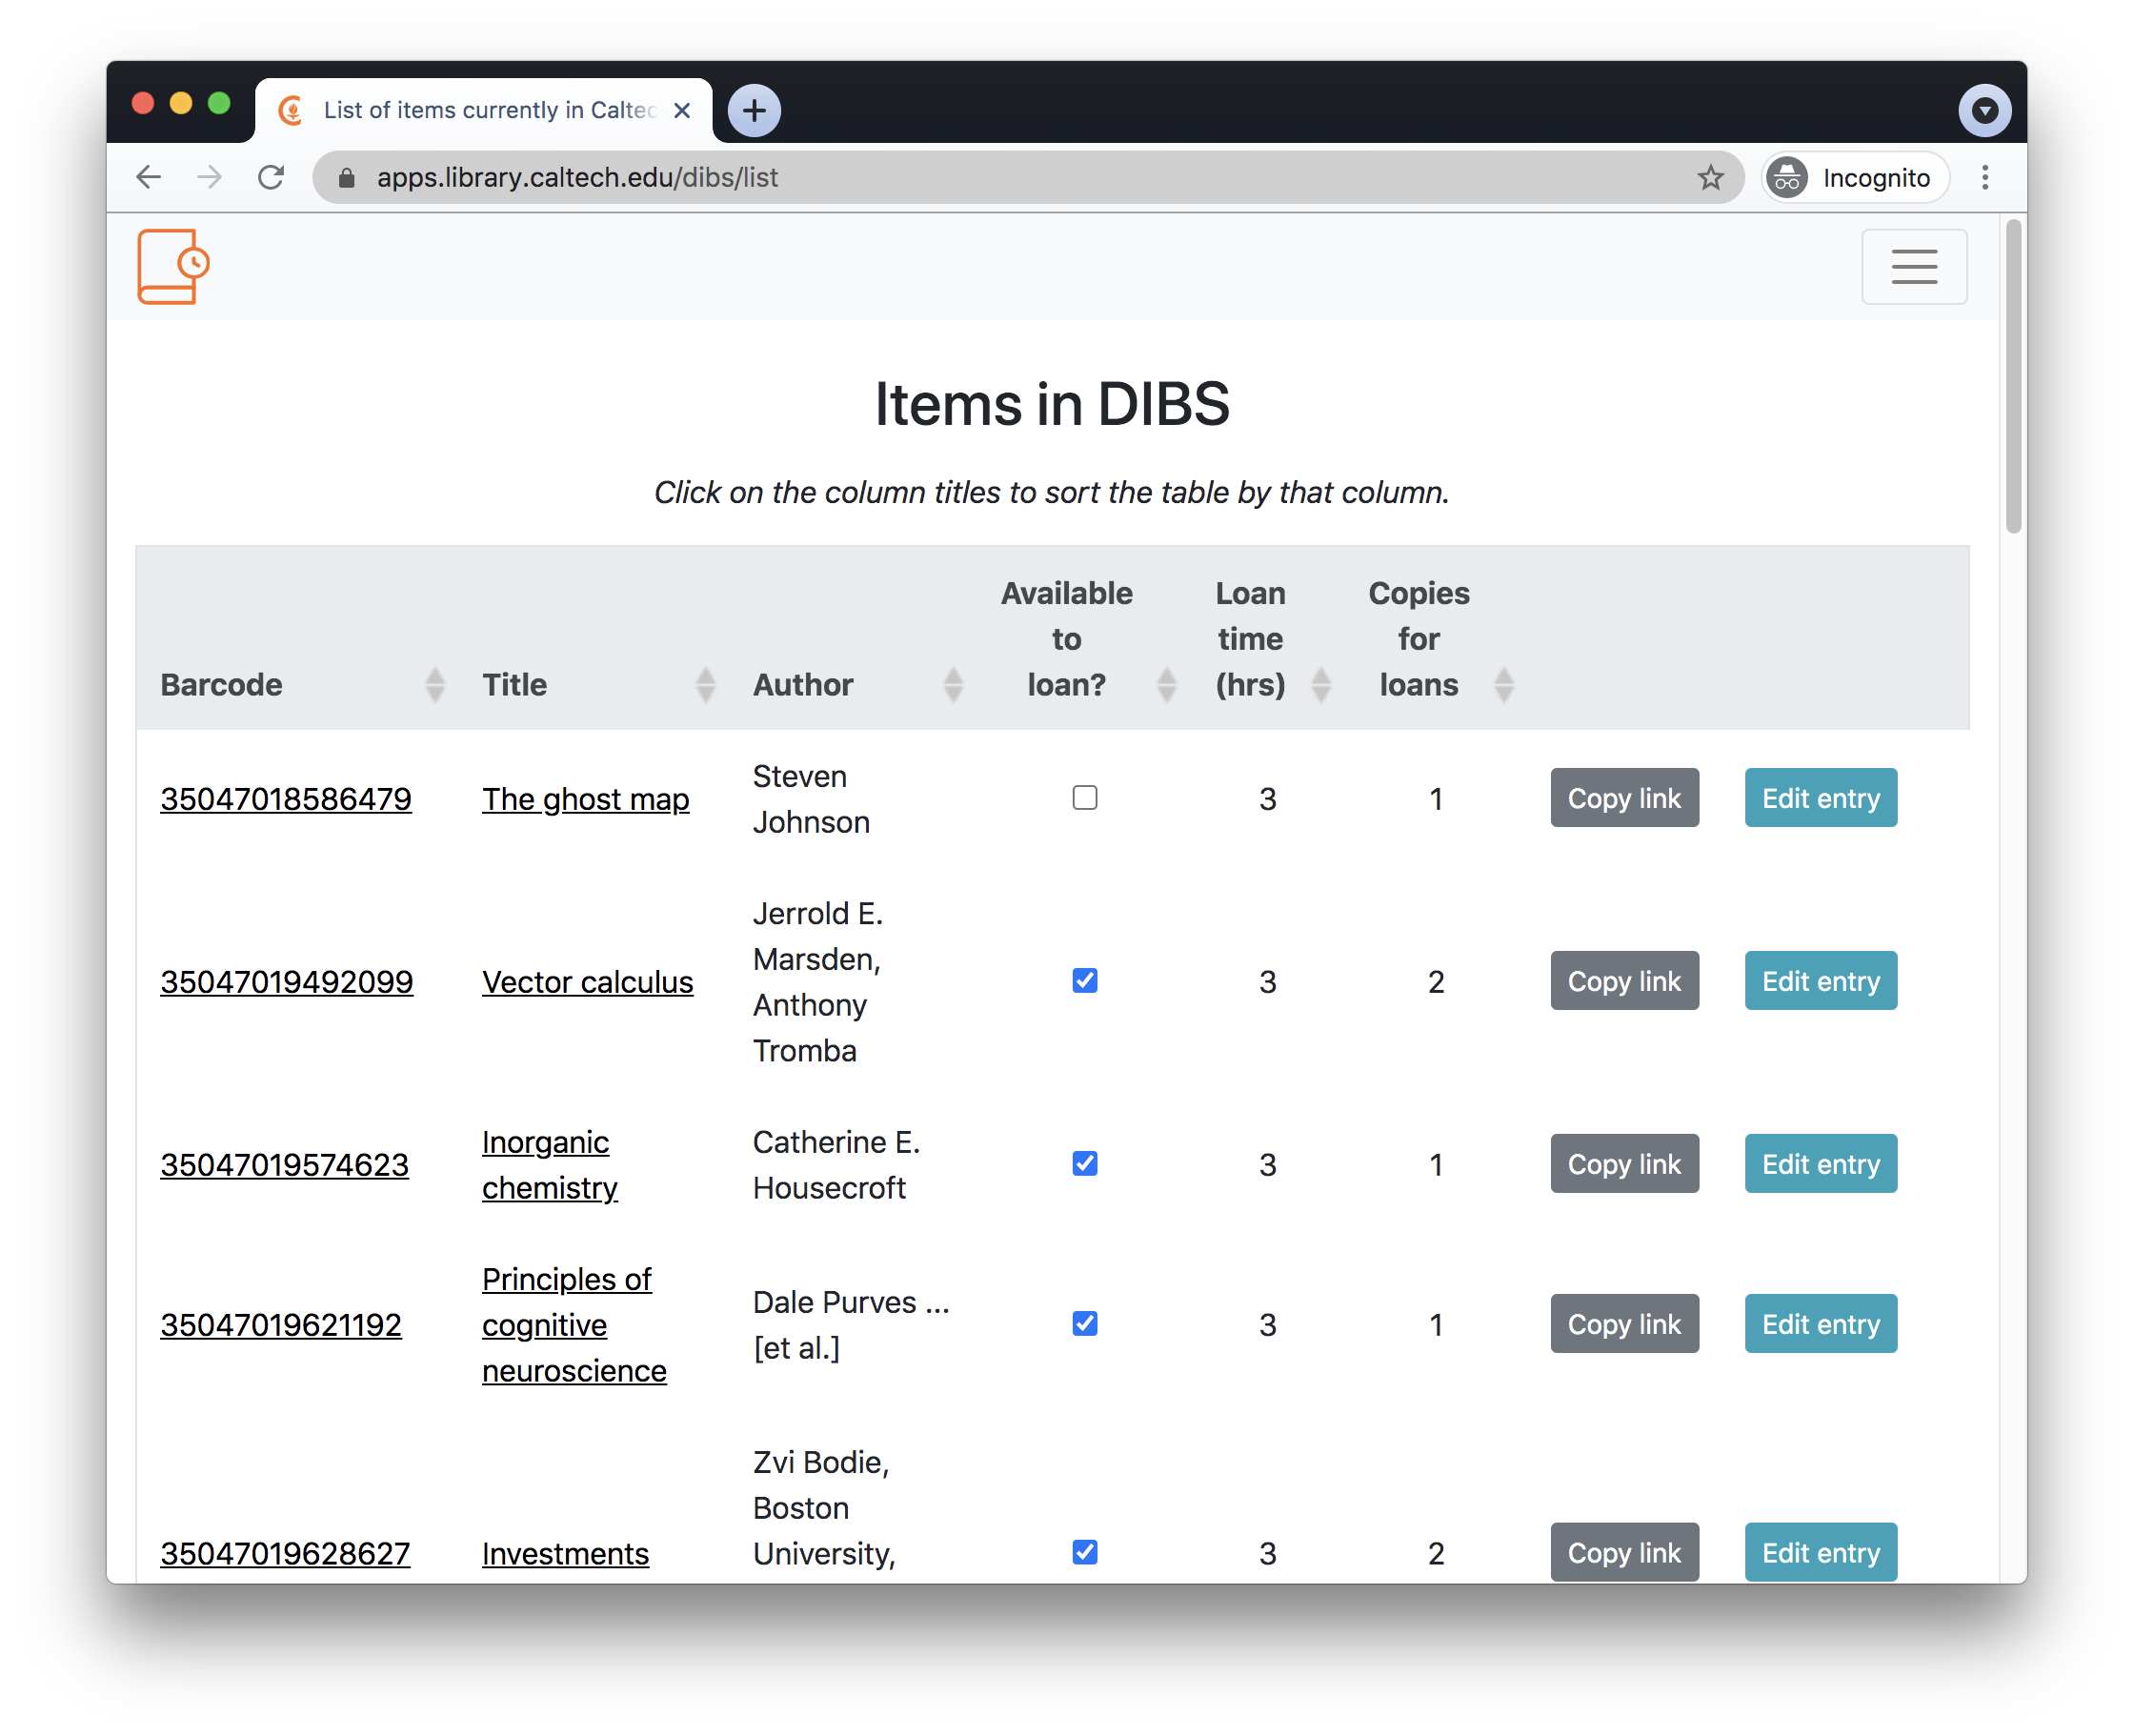 List of items currently in Caltec
apps.library.caltech.edu/dibs/list
Incognito
Items in DIBS
Click on the column titles to sort the table by that column.
Barcode
Title
Author
Available
to
loan?
Loan
time
(hrs)
Copies
for
loans
35047018586479
The ghost map
Steven
Johnson
3
1
Copy link
Edit entry
35047019492099
Vector calculus
Jerrold E.
Marsden,
Anthony
Tromba
3
2
Copy link
Edit entry
35047019574623
Inorganic
chemistry
Catherine E.
Housecroft
3
1
Copy link
Edit entry
35047019621192
Principles of
cognitive
neuroscience
Dale Purves ...
[et al.]
3
1
Copy link
Edit entry
35047019628627
Investments
Zvi Bodie,
Boston
University,
3
2
Copy link
Edit entry